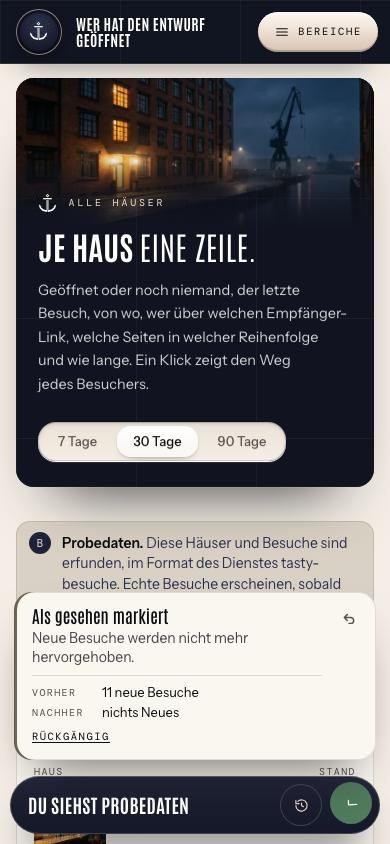 WER HAT DEN ENTWURF
GEÖFFNET
BEREICHE
ALLE HÄUSER
JE HAUS EINE ZEILE.
Geöffnet oder noch niemand, der letzte
Besuch, von wo, wer über welchen Empfänger-
Link, welche Seiten in welcher Reihenfolge
und wie lange. Ein Klick zeigt den Weg
jedes Besuchers.
7 Tage 30 Tage 90 Tage
B Probedaten. Diese Häuser und Besuche sind
erfunden, im Format des Dienstes tasty-
besuche. Echte Besuche erscheinen, sobald
Als gesehen markiert
Neue Besuche werden nicht mehr
hervorgehoben.
VORHER 11 neue Besuche
NACHHER nichts Neues
RÜCKGÄNGIG
HAUS STAND
DU SIEHST PROBEDATEN